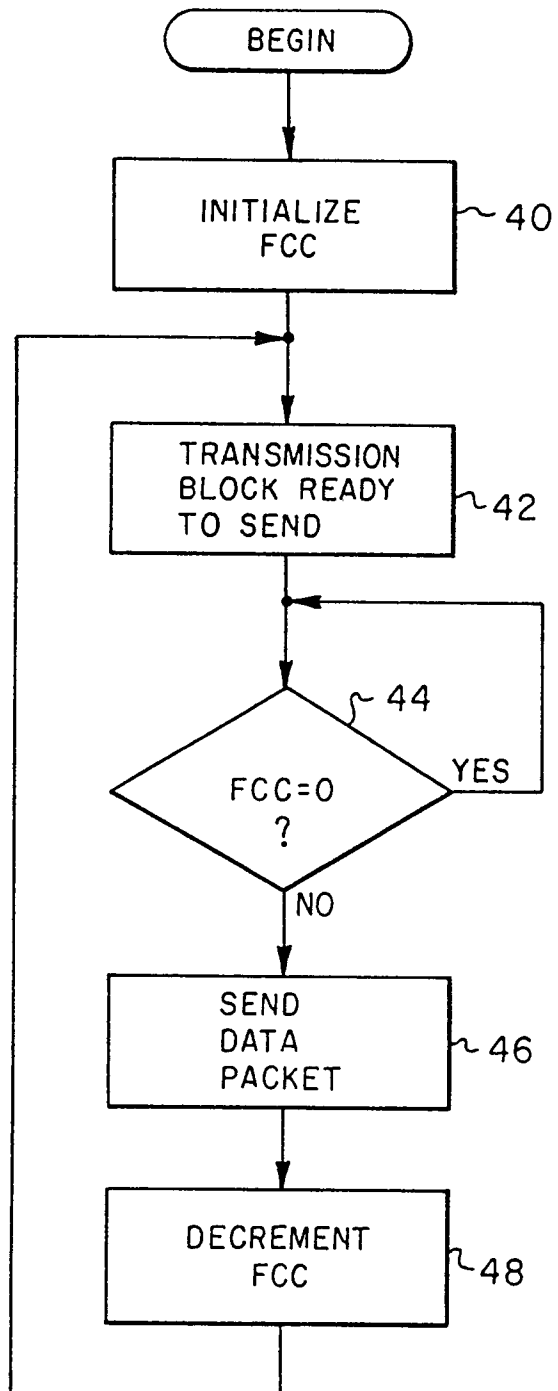 BEGIN
INITIALIZE
FCC
40
TRANSMISSION
BLOCK READY
TO SEND
42
44
FCC=0
?
YES
NO
SEND
DATA
PACKET
46
DECREMENT
FCC
48